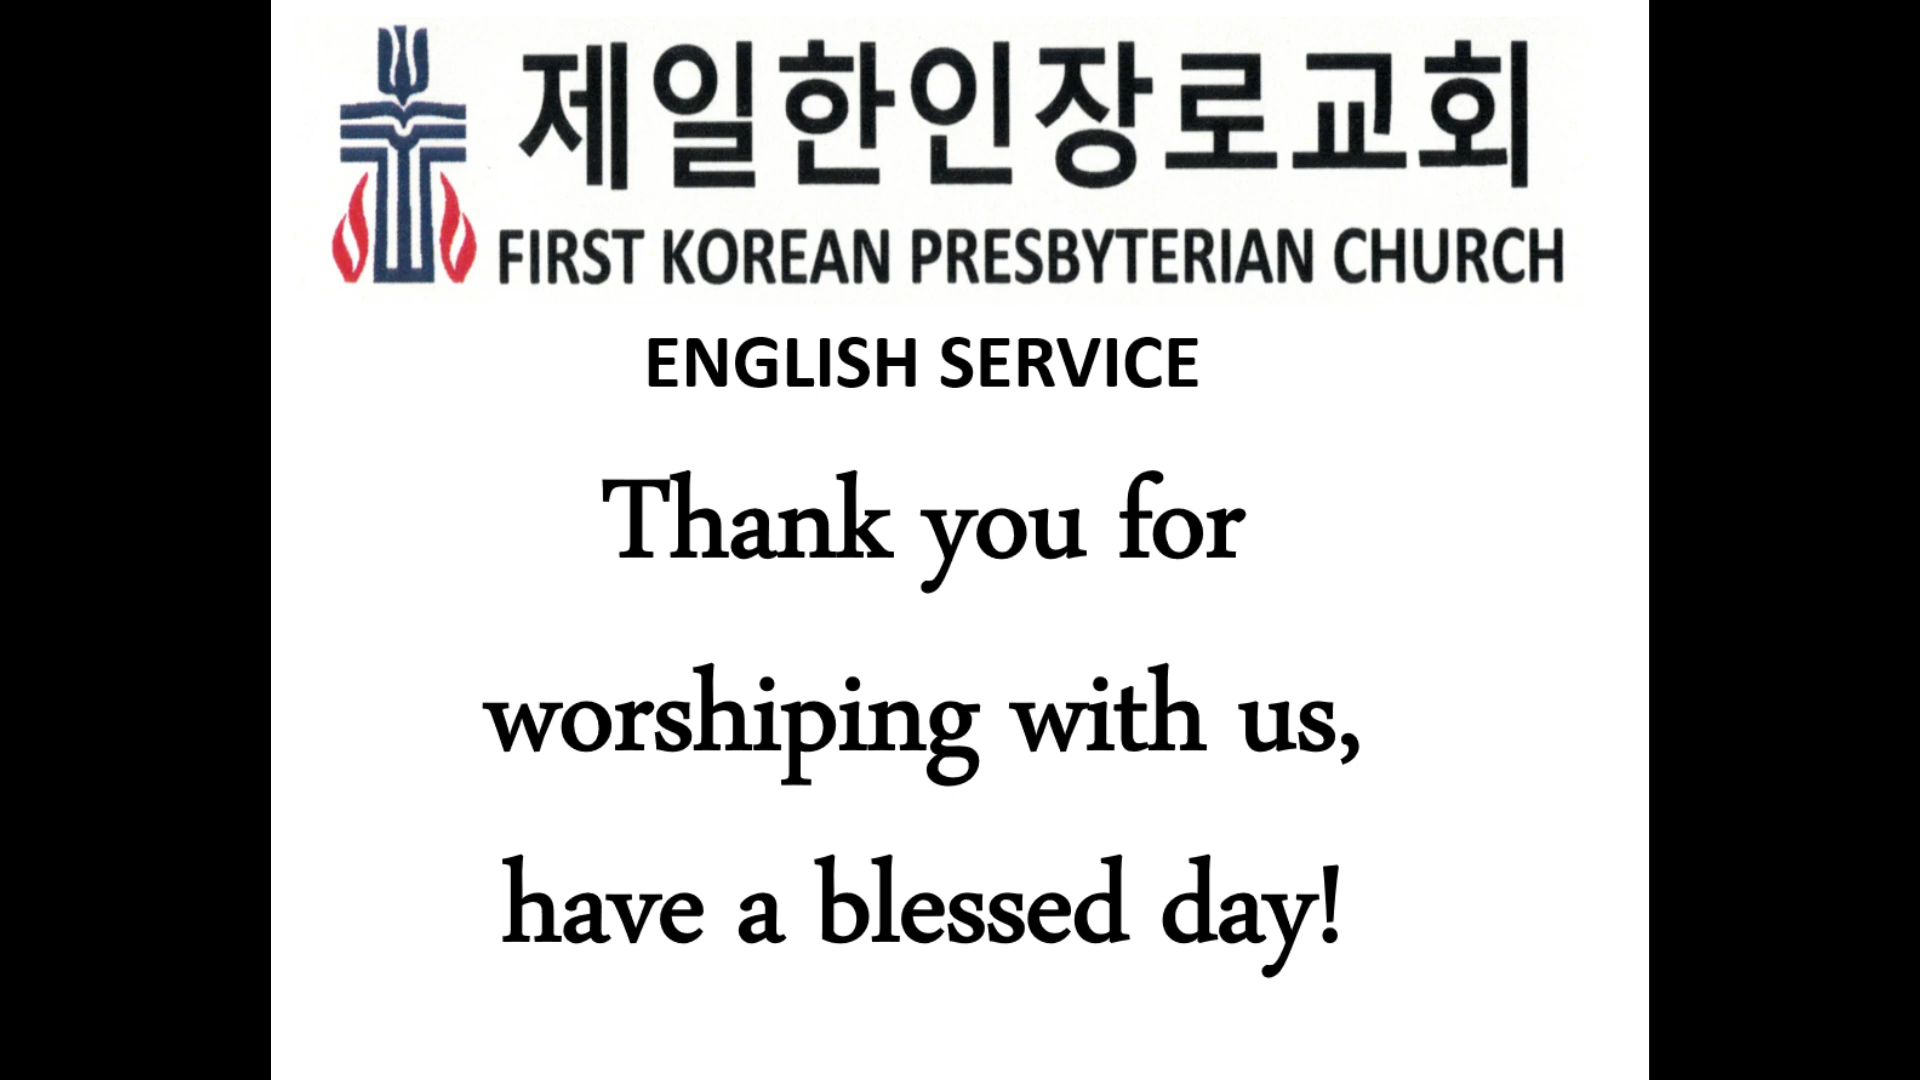 제일한인장로교회
FIRST KOREAN PRESBYTERIAN CHURCH
ENGLISH SERVICE
Thank you for
worshiping with us,
have a blessed day!